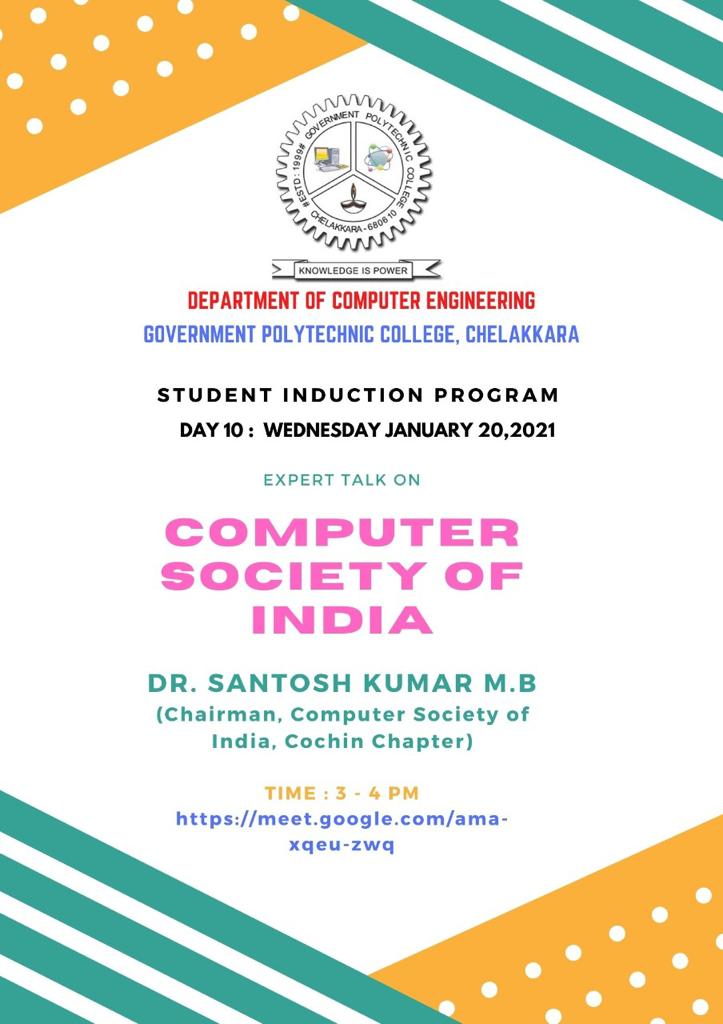 #ESTD:1999# GOVERNMENT POLYTECHNIC COLLEGE
CHELAKKARA-680610
KNOWLEDGE IS POWER
DEPARTMENT OF COMPUTER ENGINEERING
GOVERNMENT POLYTECHNIC COLLEGE, CHELAKKARA
STUDENT INDUCTION PROGRAM
DAY 10 : WEDNESDAY JANUARY 20,2021
EXPERT TALK ON
COMPUTER
SOCIETY OF
INDIA
DR. SANTOSH KUMAR M.B
(Chairman, Computer Society of
India, Cochin Chapter)
TIME : 3 - 4 PM
https://meet.google.com/ama-
xqeu-zwq